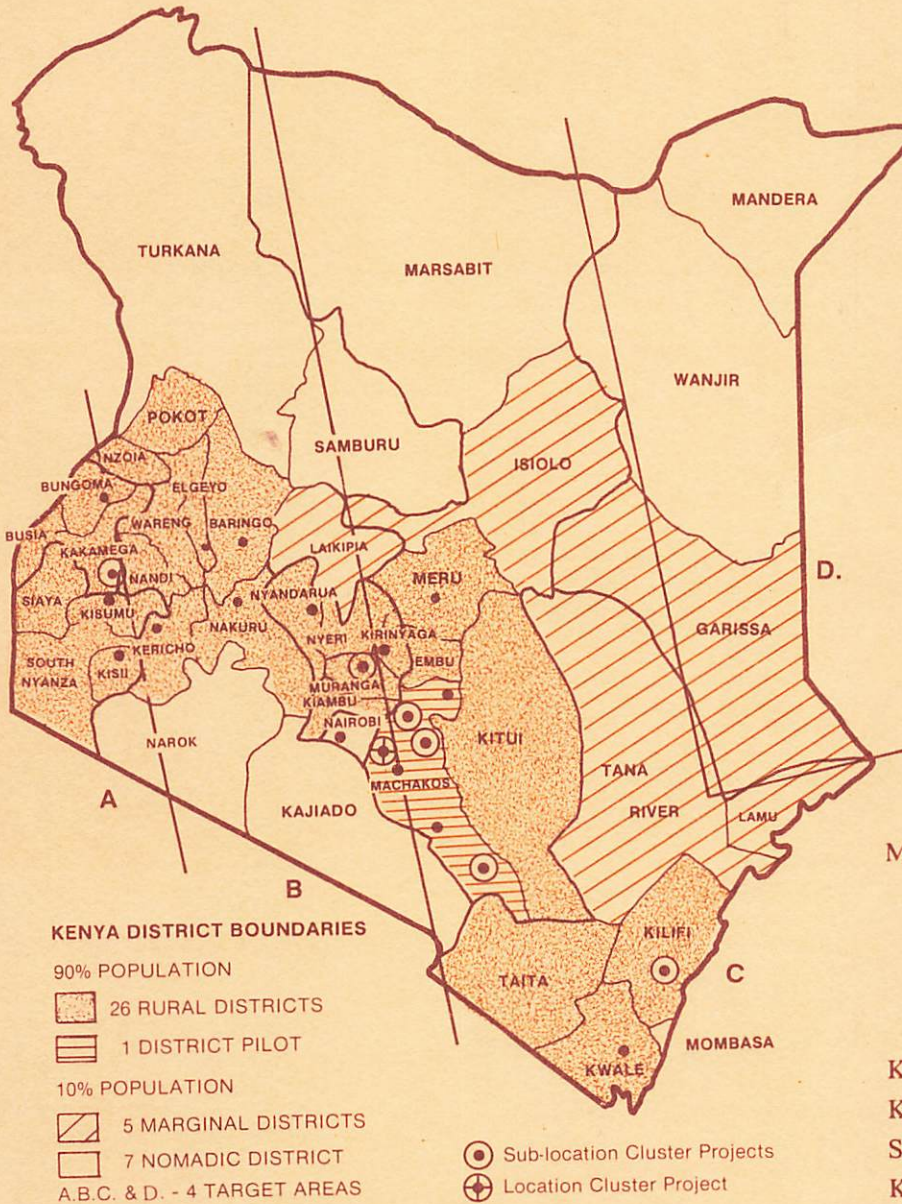 MANDERA
TURKANA
MARSABIT
WANJIR
POKOT
SAMBURU
ISIOLO
NZOIA
BUNGOMA
ELGEYO
BUSIA
WARENG
BARINGO
KAKAMEGA
LAIKIPIA
NANDI
MERU
D.
SIAYA
NYANDARUA
KISUMU
NAKURU
NYERI
KIRINYAGA
GARISSA
KERICHO
SOUTH
NYANZA
KISII
EMBU
MURANGA
KIAMBU
NAIROBI
KITUI
NAROK
TANA
RIVER
MACHAKOS
A
KAJIADO
LAMU
M
B
KENYA DISTRICT BOUNDARIES
KILIFI
90% POPULATION
TAITA
C
26 RURAL DISTRICTS
1 DISTRICT PILOT
MOMBASA
KWALE
10% POPULATION
K
5 MARGINAL DISTRICTS
K
7 NOMADIC DISTRICT
Sub-location Cluster Projects
S
A.B.C. & D. - 4 TARGET AREAS
Location Cluster Project
K